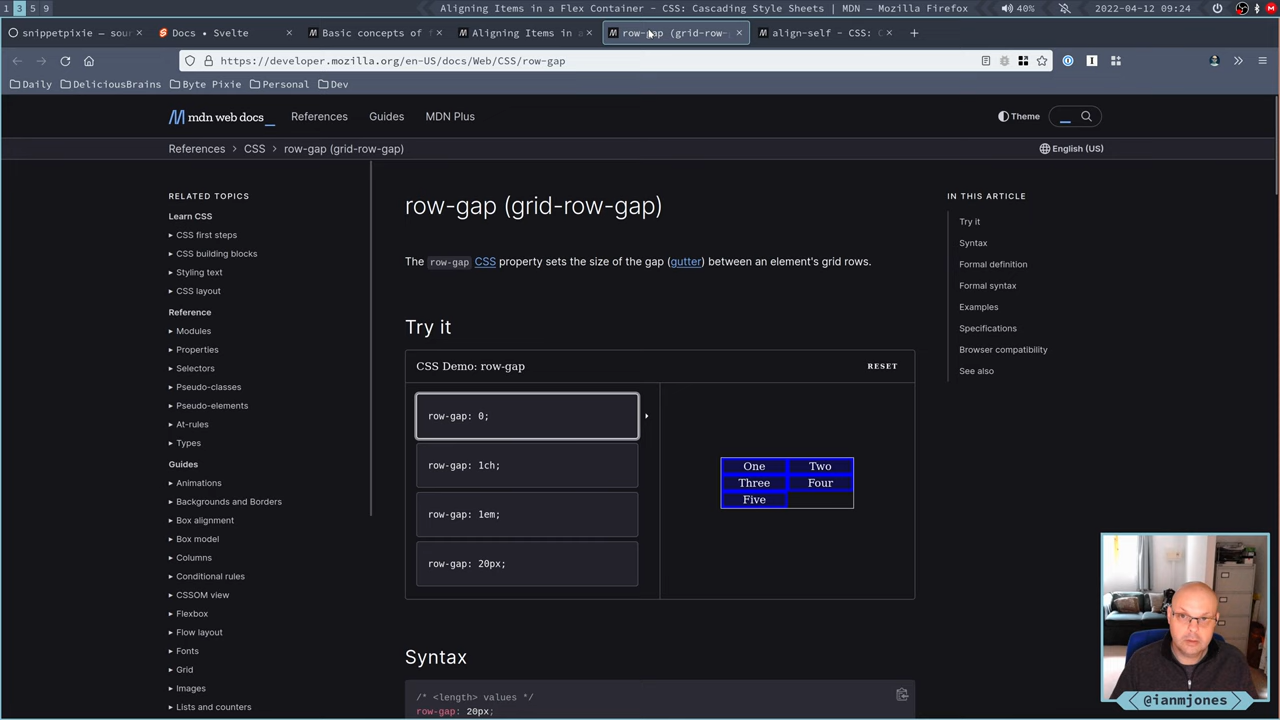 1 3 5 9
Aligning Items in a Flex Container - CSS: Cascading Style Sheets | MDN — Mozilla Firefox
40% 2022-04-12 09:24
snippetpixie — sour
Docs • Svelte
Basic concepts of f
Aligning Items in a
row-gap (grid-row-
align-self - CSS: C
https://developer.mozilla.org/en-US/docs/Web/CSS/row-gap
Daily DeliciousBrains Byte Pixie Personal Dev
mdn web docs_
References Guides MDN Plus
Theme
References > CSS > row-gap (grid-row-gap)
English (US)
RELATED TOPICS
Learn CSS
CSS first steps
CSS building blocks
Styling text
CSS layout
Reference
Modules
Properties
Selectors
Pseudo-classes
Pseudo-elements
At-rules
Types
Guides
Animations
Backgrounds and Borders
Box alignment
Box model
Columns
Conditional rules
CSSOM view
Flexbox
Flow layout
Fonts
Grid
Images
Lists and counters
row-gap (grid-row-gap)
The row-gap CSS property sets the size of the gap (gutter) between an element's grid rows.
Try it
CSS Demo: row-gap
RESET
row-gap: 0;
row-gap: 1ch;
row-gap: 1em;
row-gap: 20px;
One Two
Three Four
Five
Syntax
/* <length> values */
row-gap: 20px;
IN THIS ARTICLE
Try it
Syntax
Formal definition
Formal syntax
Examples
Specifications
Browser compatibility
See also
@ianmjones